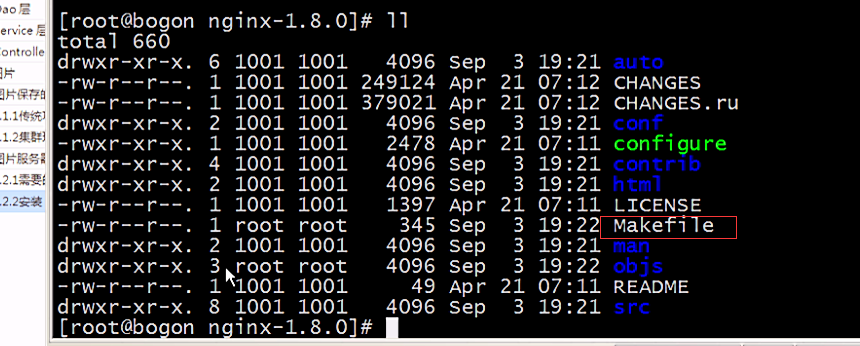 Dao 层
ervice 层
Controlle
图片
图片保存的
.1.1传统项
.1.2集群环
图片服务器
.2.1需要的
.2.2安装
[root@bogon nginx-1.8.0]# ll
total 660
drwxr-xr-x. 6 1001 1001   4096 Sep  3 19:21 auto
-rw-r--r--. 1 1001 1001 249124 Apr 21 07:12 CHANGES
-rw-r--r--. 1 1001 1001 379021 Apr 21 07:12 CHANGES.ru
drwxr-xr-x. 2 1001 1001   4096 Sep  3 19:21 conf
-rwxr-xr-x. 1 1001 1001   2478 Apr 21 07:11 configure
drwxr-xr-x. 4 1001 1001   4096 Sep  3 19:21 contrib
drwxr-xr-x. 2 1001 1001   4096 Sep  3 19:21 html
-rw-r--r--. 1 1001 1001   1397 Apr 21 07:11 LICENSE
-rw-r--r--. 1 root root    345 Sep  3 19:22 Makefile
drwxr-xr-x. 2 1001 1001   4096 Sep  3 19:21 man
drwxr-xr-x. 3 root root   4096 Sep  3 19:22 objs
-rw-r--r--. 1 1001 1001     49 Apr 21 07:11 README
drwxr-xr-x. 8 1001 1001   4096 Sep  3 19:21 src
[root@bogon nginx-1.8.0]#